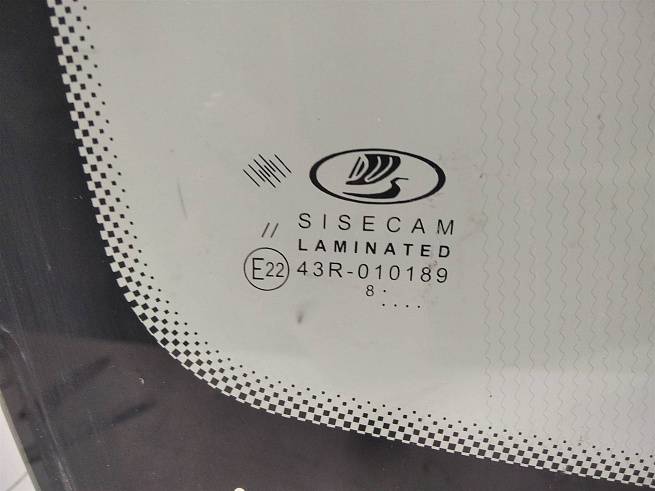 SISECAM
//
LAMINATED
E22 43R-010189
8 .
....